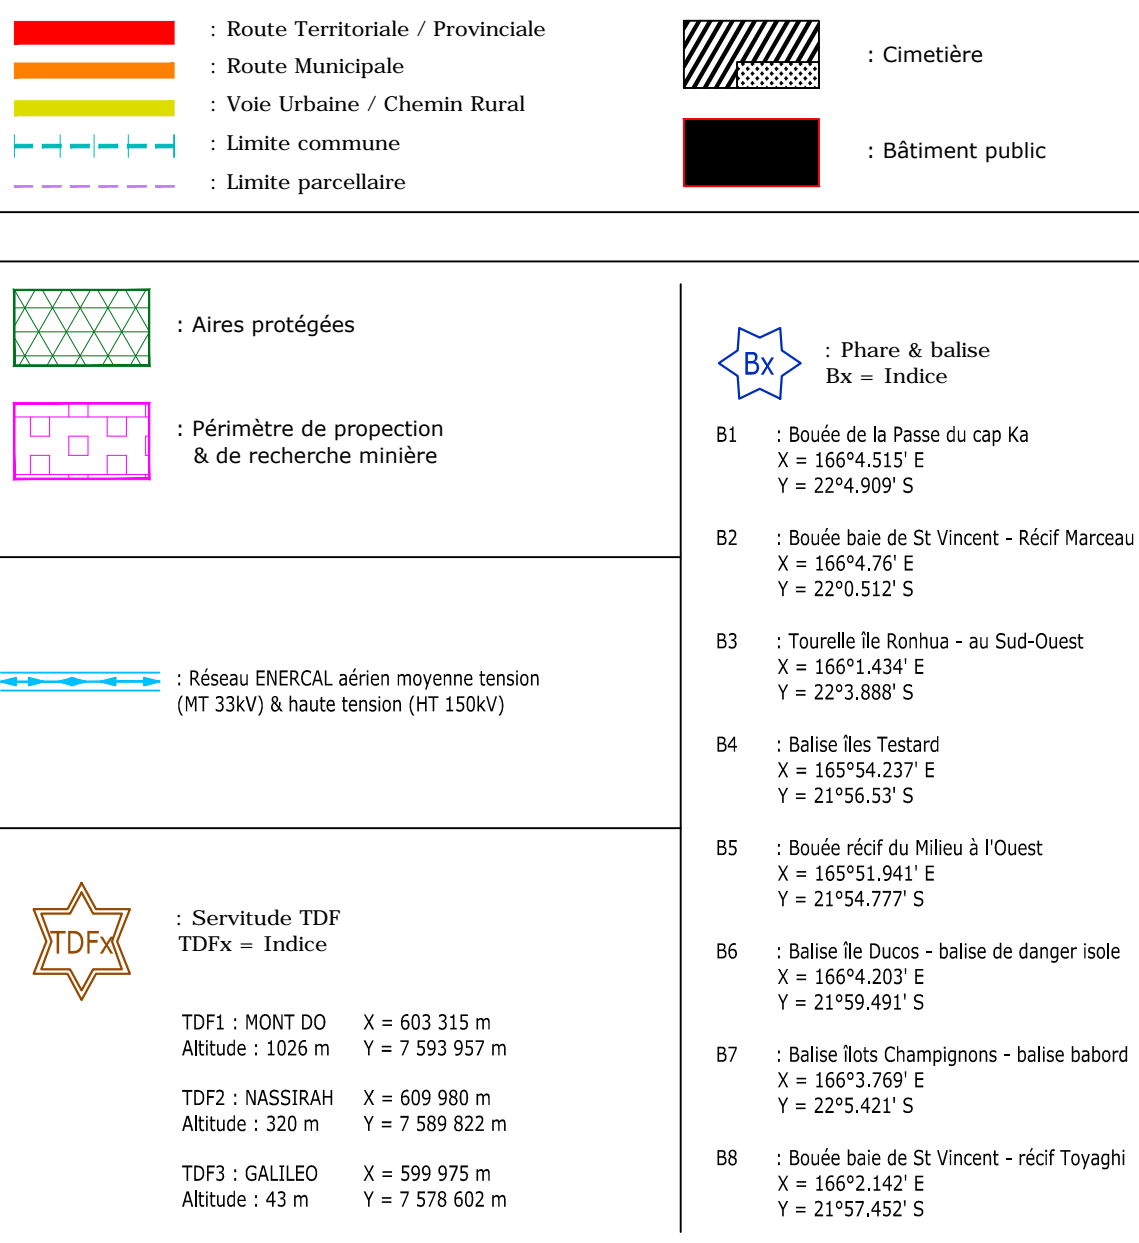 : Route Territoriale / Provinciale
: Route Municipale
: Voie Urbaine / Chemin Rural
: Limite commune
: Limite parcellaire
: Cimetière
: Bâtiment public
: Aires protégées
: Périmètre de propection
& de recherche minière
: Réseau ENERCAL aérien moyenne tension
(MT 33kV) & haute tension (HT 150kV)
TDFx
: Servitude TDF
TDFx = Indice
TDF1 : MONT DO X = 603 315 m
Altitude : 1026 m Y = 7 593 957 m
TDF2 : NASSIRAH X = 609 980 m
Altitude : 320 m Y = 7 589 822 m
TDF3 : GALILEO X = 599 975 m
Altitude : 43 m Y = 7 578 602 m
Bx
: Phare & balise
Bx = Indice
B1 : Bouée de la Passe du cap Ka
X = 166°4.515' E
Y = 22°4.909' S
B2 : Bouée baie de St Vincent - Récif Marceau
X = 166°4.76' E
Y = 22°0.512' S
B3 : Tourelle île Ronhua - au Sud-Ouest
X = 166°1.434' E
Y = 22°3.888' S
B4 : Balise îles Testard
X = 165°54.237' E
Y = 21°56.53' S
B5 : Bouée récif du Milieu à l'Ouest
X = 165°51.941' E
Y = 21°54.777' S
B6 : Balise île Ducos - balise de danger isole
X = 166°4.203' E
Y = 21°59.491' S
B7 : Balise îlots Champignons - balise babord
X = 166°3.769' E
Y = 22°5.421' S
B8 : Bouée baie de St Vincent - récif Toyaghi
X = 166°2.142' E
Y = 21°57.452' S